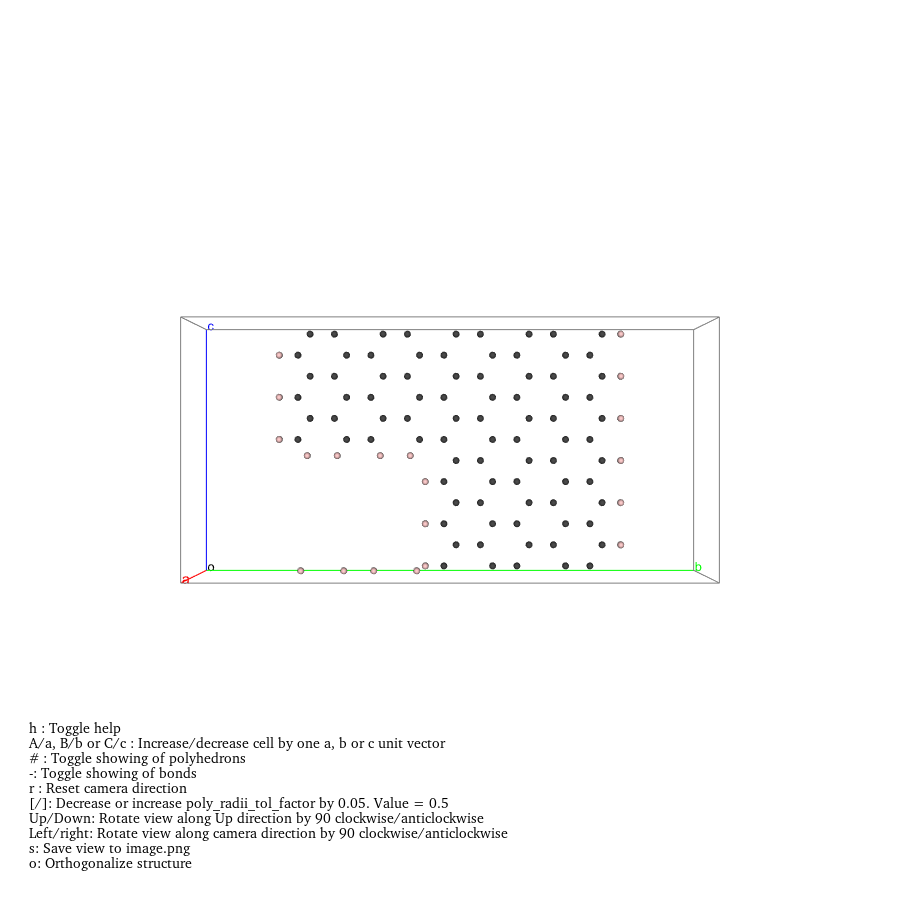 c
o
b
a
h : Toggle help
A/a, B/b or C/c : Increase/decrease cell by one a, b or c unit vector
# : Toggle showing of polyhedrons
-: Toggle showing of bonds
r : Reset camera direction
[/]: Decrease or increase poly_radii_tol_factor by 0.05. Value = 0.5
Up/Down: Rotate view along Up direction by 90 clockwise/anticlockwise
Left/right: Rotate view along camera direction by 90 clockwise/anticlockwise
s: Save view to image.png
o: Orthogonalize structure